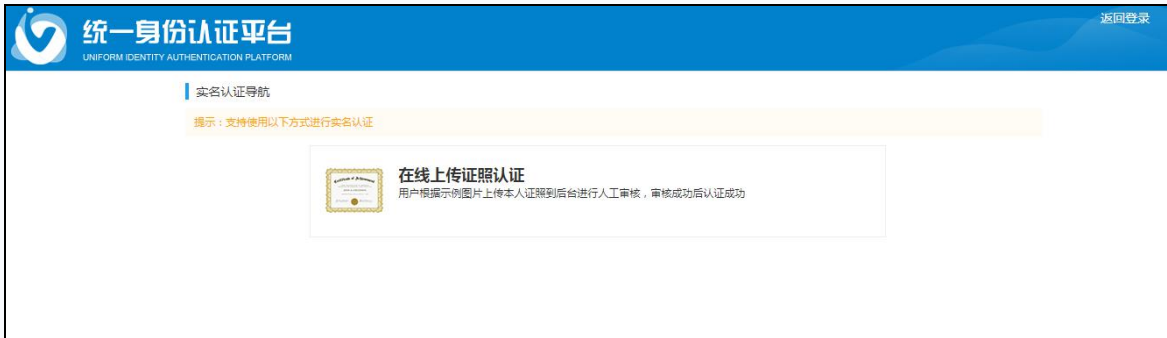 返回登录
统一身份认证平台
UNIFORM IDENTITY AUTHENTICATION PLATFORM
实名认证导航
提示：支持使用以下方式进行实名认证
在线上传证照认证
用户根据示例图片上传本人证照到后台进行人工审核，审核成功后认证成功